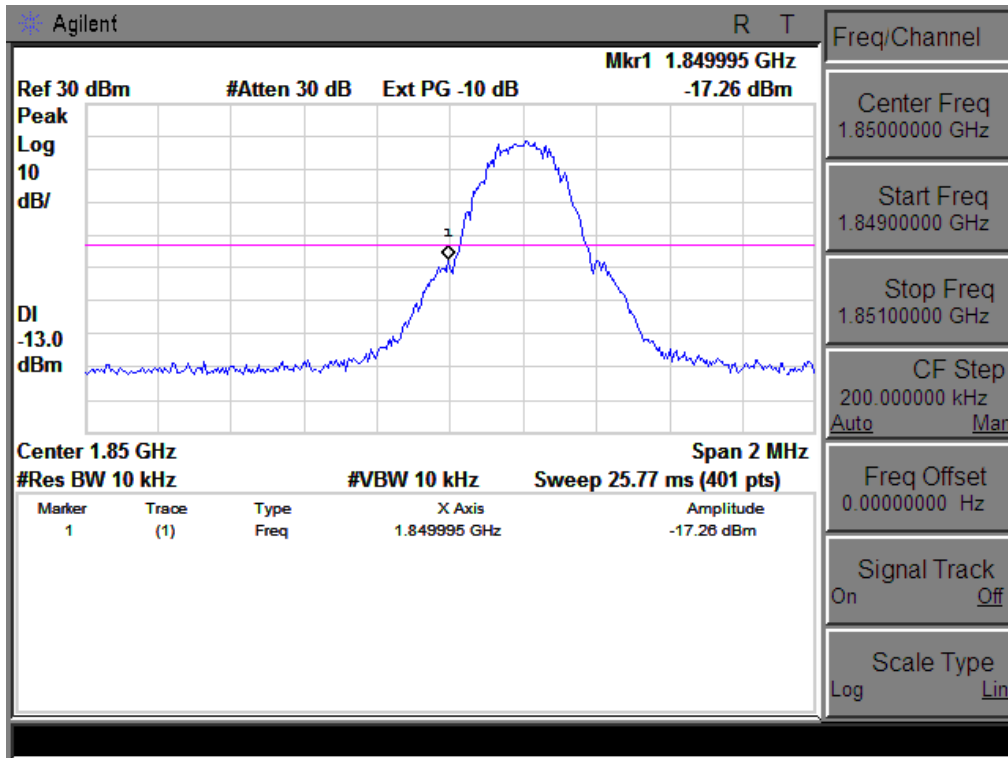 Agilent R T
Mkr1 1.849995 GHz
Ref 30 dBm #Atten 30 dB Ext PG -10 dB -17.26 dBm
Peak
Log
10
dB/
1
DI
-13.0
dBm
Center 1.85 GHz Span 2 MHz
#Res BW 10 kHz #VBW 10 kHz Sweep 25.77 ms (401 pts)
Marker Trace Type X Axis Amplitude
1 (1) Freq 1.849995 GHz -17.26 dBm
Freq/Channel
Center Freq
1.85000000 GHz
Start Freq
1.84900000 GHz
Stop Freq
1.85100000 GHz
CF Step
200.000000 kHz
Auto Man
Freq Offset
0.00000000 Hz
Signal Track
On Off
Scale Type
Log Lin